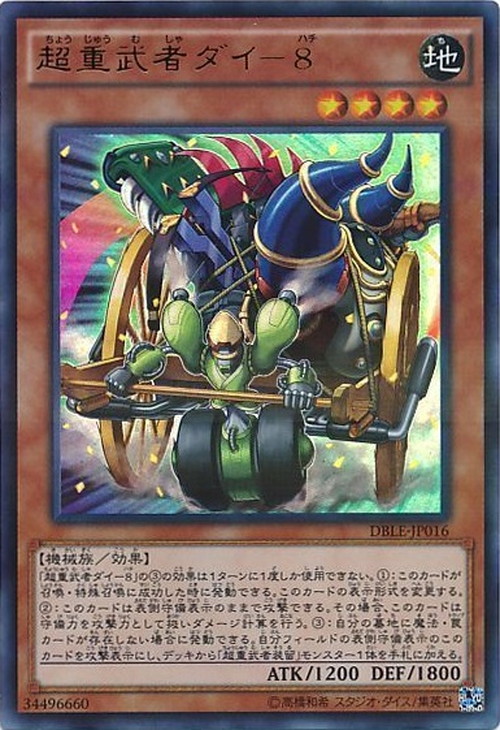 超重武者ダイ－8
地
DBLE-JP016
【機械族／効果】
「超重武者ダイ－8」の③の効果は1ターンに1度しか使用できない。①：このカードが
召喚・特殊召喚に成功した時に発動できる。このカードの表示形式を変更する。
②：このカードは表側守備表示のままで攻撃できる。その場合、このカードは
守備力を攻撃力として扱いダメージ計算を行う。③：自分の墓地に魔法・罠
カードが存在しない場合に発動できる。自分フィールドの表側守備表示のこ
のカードを攻撃表示にし、デッキから「超重武者装留」モンスター1体を手札に加える。
ATK/1200 DEF/1800
34496660
©高橋和希 スタジオ・ダイス/集英社